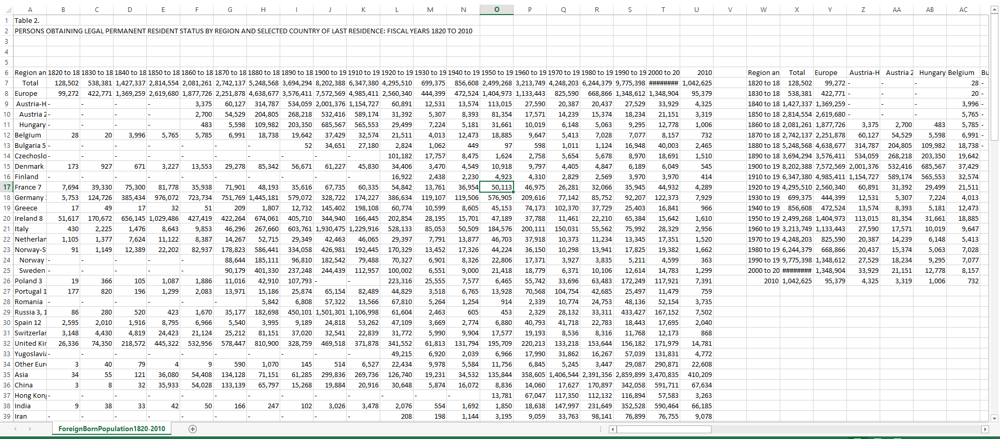 A B C D E F G H I J K L M N O P Q R S T U V W X Y Z AA AB AC
1 Table 2.
2 PERSONS OBTAINING LEGAL PERMANENT RESIDENT STATUS BY REGION AND SELECTED COUNTRY OF LAST RESIDENCE: FISCAL YEARS 1820 TO 2010
3
4
5
6 Region an 1820 to 18 1830 to 18 1840 to 18 1850 to 18 1860 to 18 1870 to 18 1880 to 18 1890 to 18 1900 to 19 1910 to 19 1920 to 19 1930 to 19 1940 to 19 1950 to 19 1960 to 19 1970 to 19 1980 to 19 1990 to 19 2000 to 20 2010 Region an Total Europe Austria-H Austria 2 Hungary Belgium Bu
7 Total 128,502 538,381 1,427,337 2,814,554 2,081,261 2,742,137 5,248,568 3,694,294 8,202,388 6,347,380 4,295,510 699,375 856,608 2,499,268 3,213,749 4,248,203 6,244,379 9,775,398 ######## 1,042,625 1820 to 18 128,502 99,272 - - - 28 -
8 Europe 99,272 422,771 1,369,259 2,619,680 1,877,726 2,251,878 4,638,677 3,576,411 7,572,569 4,985,411 2,560,340 444,399 472,524 1,404,973 1,133,443 825,590 668,866 1,348,612 1,348,904 95,379 1830 to 18 538,381 422,771 - - - 20 -
9 Austria-H - - - - 3,375 60,127 314,787 534,059 2,001,376 1,154,727 60,891 12,531 13,574 113,015 27,590 20,387 20,437 27,529 33,929 4,325 1840 to 18 1,427,337 1,369,259 - - - 3,996 -
10 Austria 2 - - - - 2,700 54,529 204,805 268,218 532,416 589,174 31,392 5,307 8,393 81,354 17,571 14,239 15,374 18,234 21,151 3,319 1850 to 18 2,814,554 2,619,680 - - - 5,765 -
11 Hungary - - - - 483 5,598 109,982 203,350 685,567 565,553 29,499 7,224 5,181 31,661 10,019 6,148 5,063 9,295 12,778 1,006 1860 to 18 2,081,261 1,877,726 3,375 2,700 483 5,785 -
12 Belgium 28 20 3,996 5,765 5,785 6,991 18,738 19,642 37,429 32,574 21,511 4,013 12,473 18,885 9,647 5,413 7,028 7,077 8,157 732 1870 to 18 2,742,137 2,251,878 60,127 54,529 5,598 6,991 -
13 Bulgaria 5 - - - - - - - 52 34,651 27,180 2,824 1,062 449 97 598 1,011 1,124 16,948 40,003 2,465 1880 to 18 5,248,568 4,638,677 314,787 204,805 109,982 18,738 -
14 Czechoslo - - - - - - - - - - 101,182 17,757 8,475 1,624 2,758 5,654 5,678 8,970 18,691 1,510 1890 to 18 3,694,294 3,576,411 534,059 268,218 203,350 19,642
15 Denmark 173 927 671 3,227 13,553 29,278 85,342 56,671 61,227 45,830 34,406 3,470 4,549 10,918 9,797 4,405 4,847 6,189 6,049 545 1900 to 19 8,202,388 7,572,569 2,001,376 532,416 685,567 37,429
16 Finland - - - - - - - - - - 16,922 2,438 2,230 4,923 4,310 2,829 2,569 3,970 3,970 414 1910 to 19 6,347,380 4,985,411 1,154,727 589,174 565,553 32,574
17 France 7 7,694 39,330 75,300 81,778 35,938 71,901 48,193 35,616 67,735 60,335 54,842 13,761 36,954 50,113 46,975 26,281 32,066 35,945 44,932 4,289 1920 to 19 4,295,510 2,560,340 60,891 31,392 29,499 21,511
18 Germany 5,753 124,726 385,434 976,072 723,734 751,769 1,445,181 579,072 328,722 174,227 386,634 119,107 119,506 576,905 209,616 77,142 85,752 92,207 122,373 7,929 1930 to 19 699,375 444,399 12,531 5,307 7,224 4,013
19 Greece 17 49 17 32 51 209 1,807 12,732 145,402 198,108 60,774 10,599 8,605 45,153 74,173 102,370 37,729 25,403 16,841 966 1940 to 19 856,608 472,524 13,574 8,393 5,181 12,473
20 Ireland 8 51,617 170,672 656,145 1,029,486 427,419 422,264 674,061 405,710 344,940 166,445 202,854 28,195 15,701 47,189 37,788 11,461 22,210 65,384 15,642 1,610 1950 to 19 2,499,268 1,404,973 113,015 81,354 31,661 18,885
21 Italy 430 2,225 1,476 8,643 9,853 46,296 267,660 603,761 1,930,475 1,229,916 528,133 85,053 50,509 184,576 200,111 150,031 55,562 75,992 28,329 2,956 1960 to 19 3,213,749 1,133,443 27,590 17,571 10,019 9,647
22 Netherlan 1,105 1,377 7,624 11,122 8,387 14,267 52,715 29,349 42,463 46,065 29,397 7,791 13,877 46,703 37,918 10,373 11,234 13,345 17,351 1,520 1970 to 19 4,248,203 825,590 20,387 14,239 6,148 5,413
23 Norway-S 91 1,149 12,389 22,202 82,937 178,823 586,441 334,058 426,981 192,445 170,329 13,452 17,326 44,224 36,150 10,298 13,941 17,825 19,382 1,662 1980 to 19 6,244,379 668,866 20,437 15,374 5,063 7,028
24 Norway - - - - - 88,644 185,111 96,810 182,542 79,488 70,327 6,901 8,326 22,806 17,371 3,927 3,835 5,211 4,599 363 1990 to 19 9,775,398 1,348,612 27,529 18,234 9,295 7,077
25 Sweden - - - - - 90,179 401,330 237,248 244,439 112,957 100,002 6,551 9,000 21,418 18,779 6,371 10,106 12,614 14,783 1,299 2000 to 20 ######## 1,348,904 33,929 21,151 12,778 8,157
26 Poland 3 19 366 105 1,087 1,886 11,016 42,910 107,793 - - 223,316 25,555 7,577 6,465 55,742 33,696 63,483 172,249 117,921 7,391 2010 1,042,625 95,379 4,325 3,319 1,006 732
27 Portugal 1 177 820 196 1,299 2,083 13,971 15,186 25,874 65,154 82,489 44,829 3,518 6,765 13,928 70,568 104,754 42,685 25,497 11,479 759
28 Romania - - - - - - 5,842 6,808 57,322 13,566 67,810 5,264 1,254 914 2,339 10,774 24,753 48,136 52,154 3,735
29 Russia 3, 1 86 280 520 423 1,670 35,177 182,698 450,101 1,501,301 1,106,998 61,604 2,463 605 453 2,329 28,132 33,311 433,427 167,152 7,502
30 Spain 12 2,595 2,010 1,916 8,795 6,966 5,540 3,995 9,189 24,818 53,262 47,109 3,669 2,774 6,880 40,793 41,718 22,783 18,443 17,695 2,040
31 Switzerlar 3,148 4,430 4,819 24,423 21,124 25,212 81,151 37,020 32,541 22,839 31,772 5,990 9,904 17,577 19,193 8,536 8,316 11,768 12,173 868
32 United Kin 26,336 74,350 218,572 445,322 532,956 578,447 810,900 328,759 469,518 371,878 341,552 61,813 131,794 195,709 220,213 133,218 153,644 156,182 171,979 14,781
33 Yugoslavia - - - - - - - - - - 49,215 6,920 2,039 6,966 17,990 31,862 16,267 57,039 131,831 4,772
34 Other Eur 3 40 79 4 9 590 1,070 145 514 6,527 22,434 9,978 5,584 11,756 6,845 5,245 3,447 29,087 290,871 22,608
35 Asia 34 55 121 36,080 54,408 134,128 71,151 61,285 299,836 269,736 126,740 19,231 34,532 135,844 358,605 1,406,544 2,391,356 2,859,899 3,470,835 410,209
36 China 3 8 32 35,933 54,028 133,139 65,797 15,268 19,884 20,916 30,648 5,874 16,072 8,836 14,060 17,627 170,897 342,058 591,711 67,634
37 Hong Kong - - - - - - - - - - - - - 13,781 67,047 117,350 112,132 116,894 57,583 3,263
38 India 9 38 33 42 50 166 247 102 3,026 3,478 2,076 554 1,692 1,850 18,638 147,997 231,649 352,528 590,464 66,185
39 Iran - - - - - - - - - - 208 198 1,144 3,195 9,059 33,763 98,141 76,899 76,755 9,078
ForeignBornPopulation1820-2010